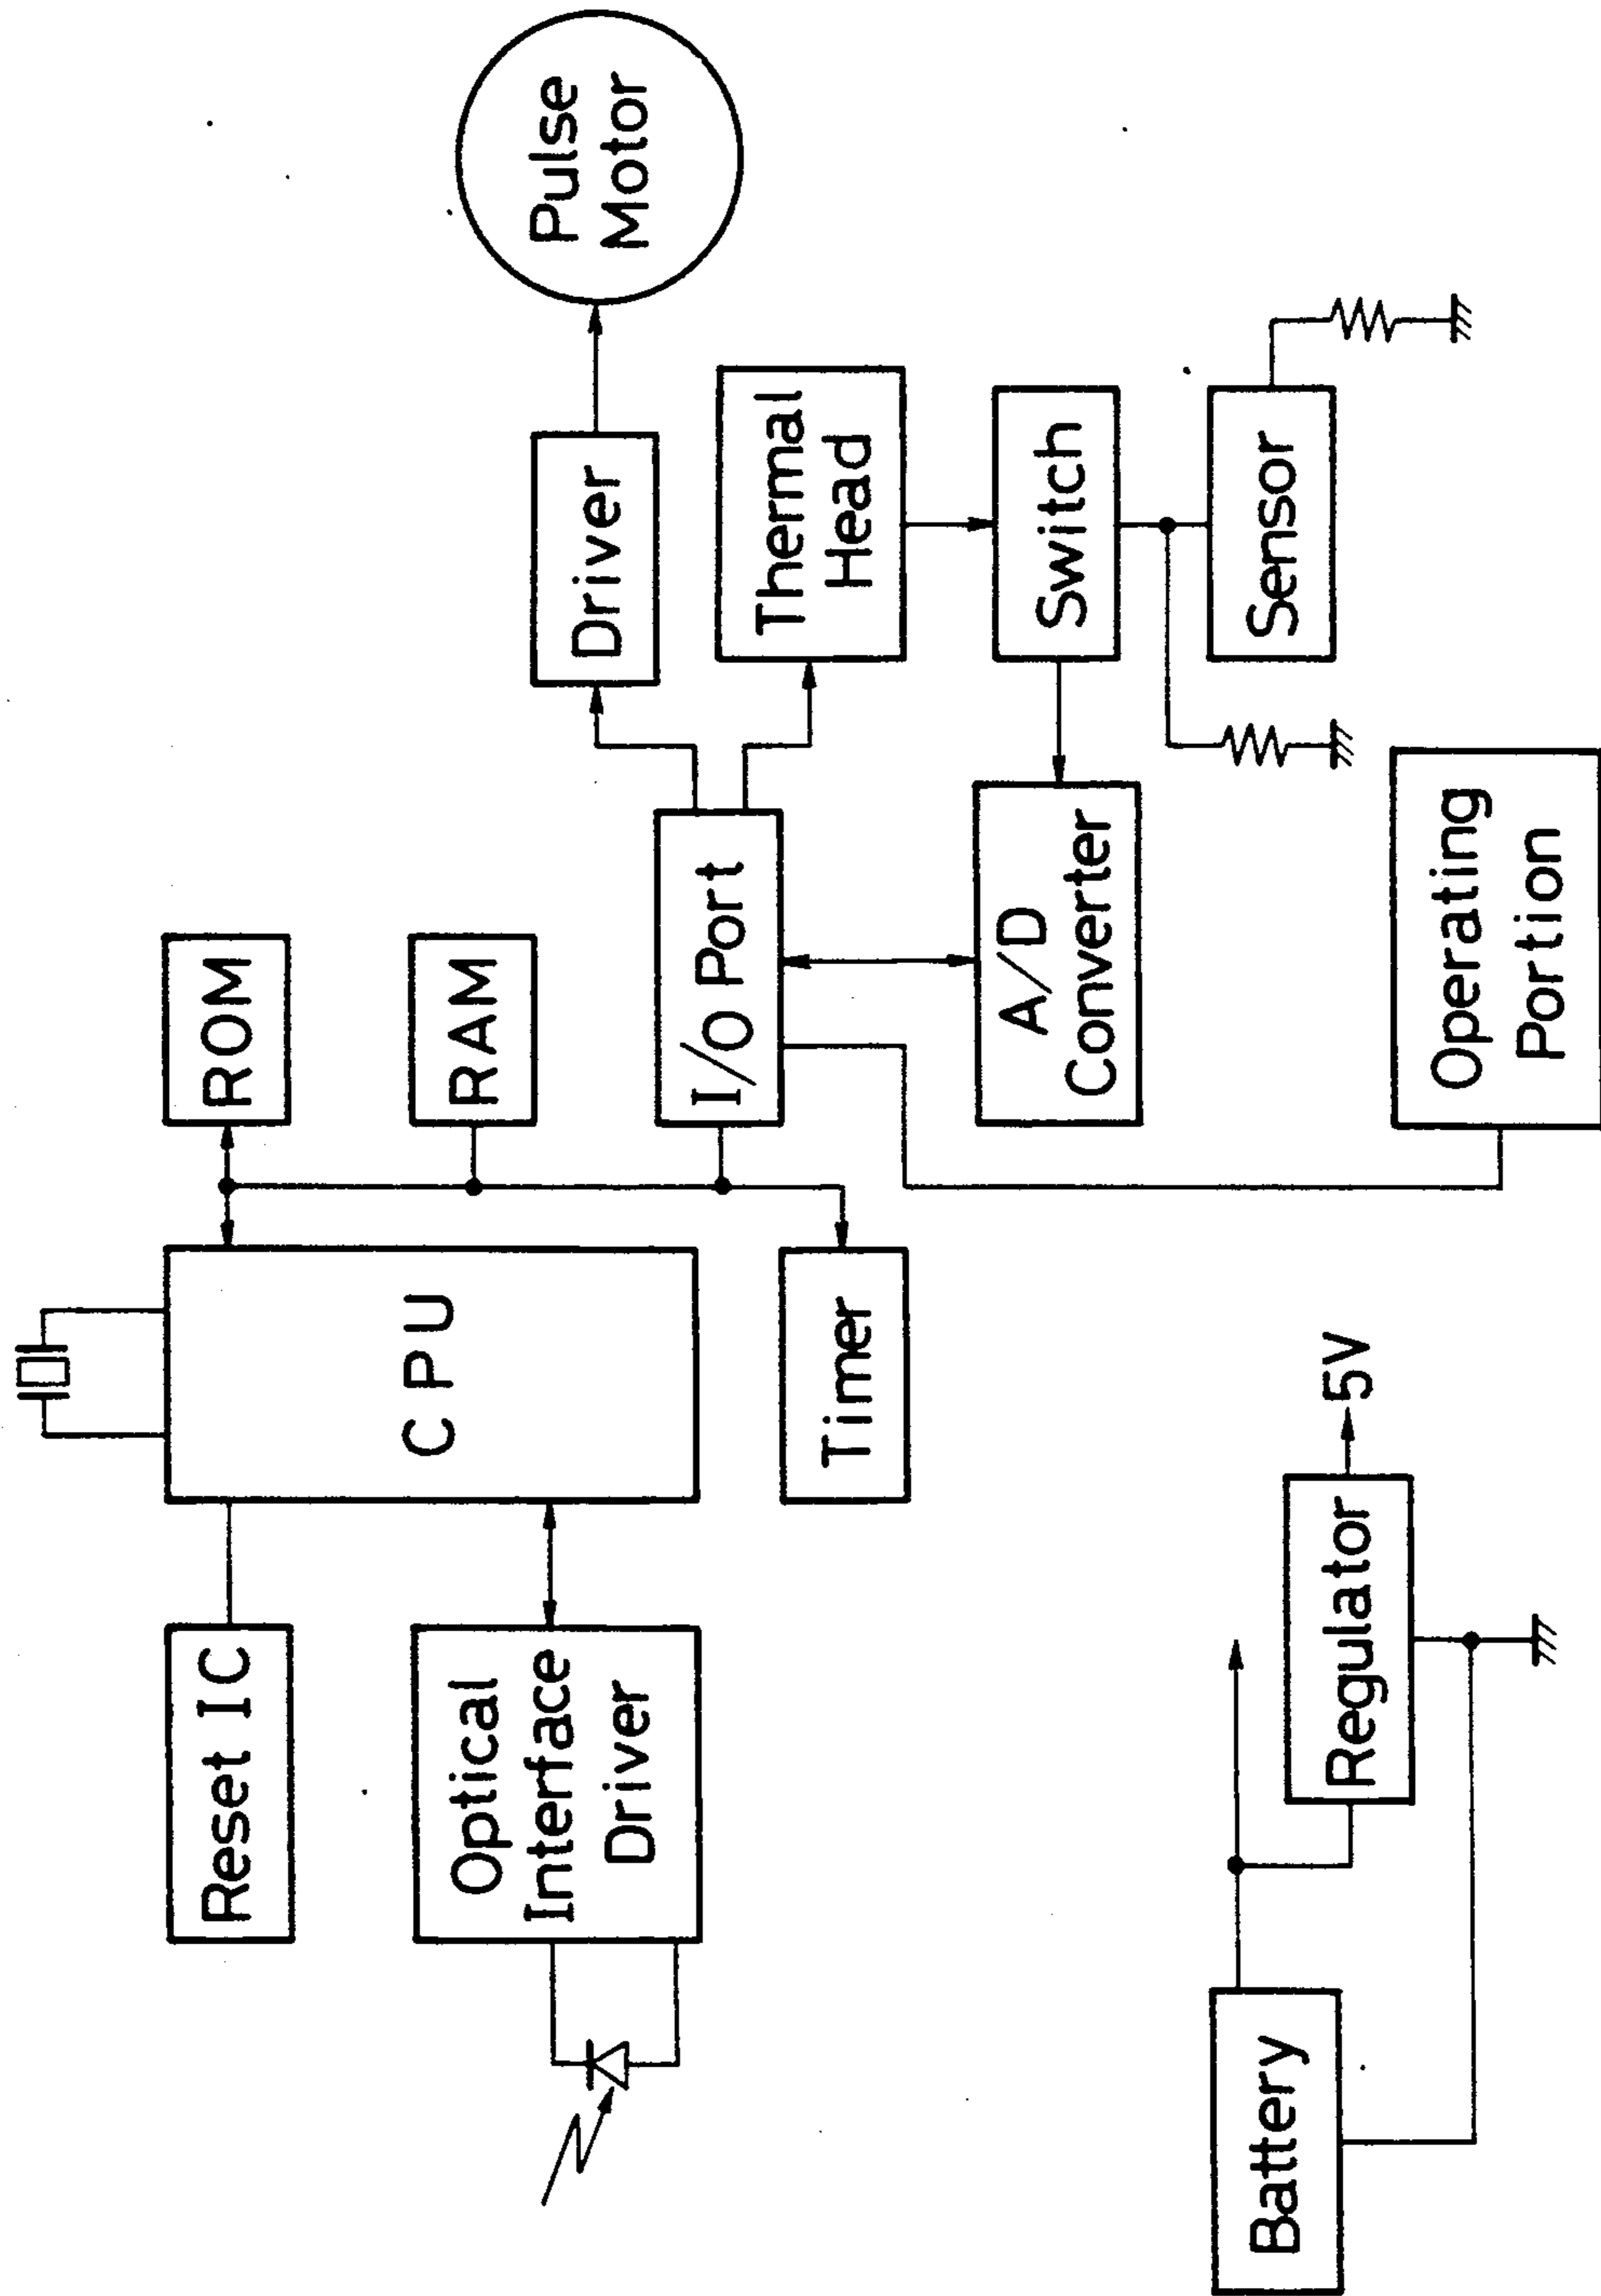 Reset IC
CPU
ROM
RAM
Optical
Interface
Driver
Timer
I/O Port
Driver
Pulse
Motor
Thermal
Head
A/D
Converter
Switch
Sensor
Operating
Portion
Battery
Regulator
5V